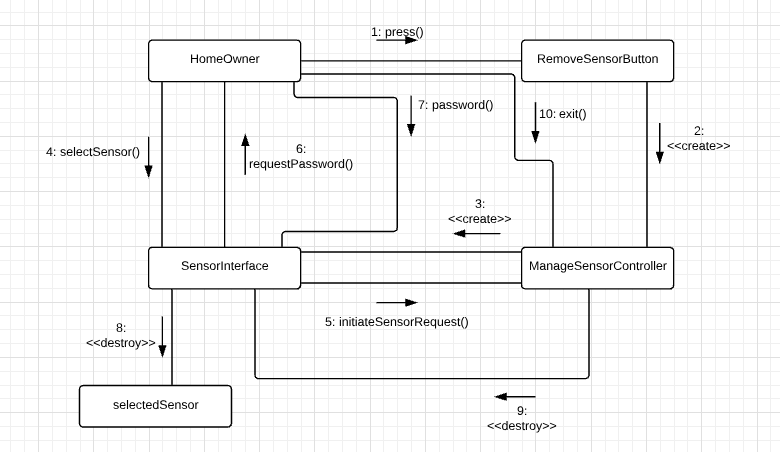 1: press()
HomeOwner
RemoveSensorButton
7: password()
10: exit()
2:
<<create>>
4: selectSensor()
6:
requestPassword()
3:
<<create>>
SensorInterface
ManageSensorController
5: initiateSensorRequest()
8:
<<destroy>>
selectedSensor
9:
<<destroy>>